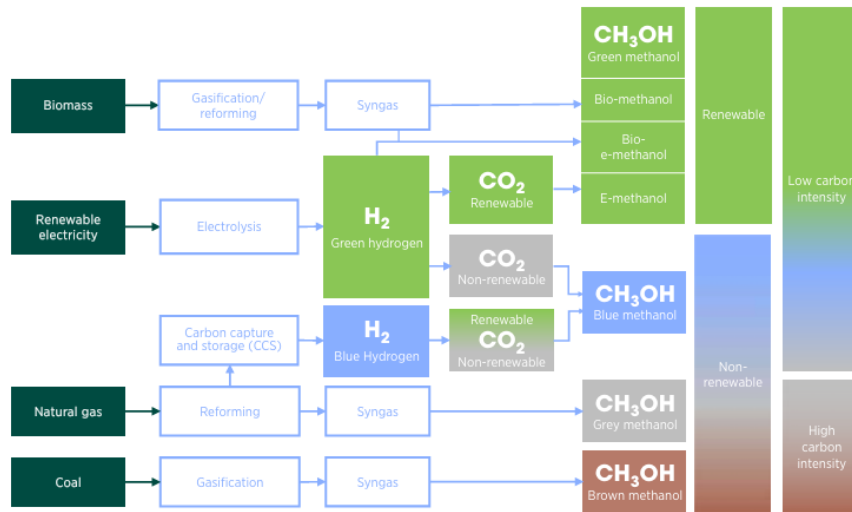 CH₃OH
Green methanol
Biomass
Gasification/
reforming
Syngas
Bio-methanol
Renewable
Bio-
e-methanol
Low carbon
intensity
Renewable
electricity
Electrolysis
H₂
Green hydrogen
CO₂
Renewable
E-methanol
CO₂
Non-renewable
CH₃OH
Blue methanol
Carbon capture
and storage (CCS)
H₂
Blue Hydrogen
Renewable
CO₂
Non-renewable
Non-
renewable
Natural gas
Reforming
Syngas
CH₃OH
Grey methanol
High
carbon
intensity
Coal
Gasification
Syngas
CH₃OH
Brown methanol